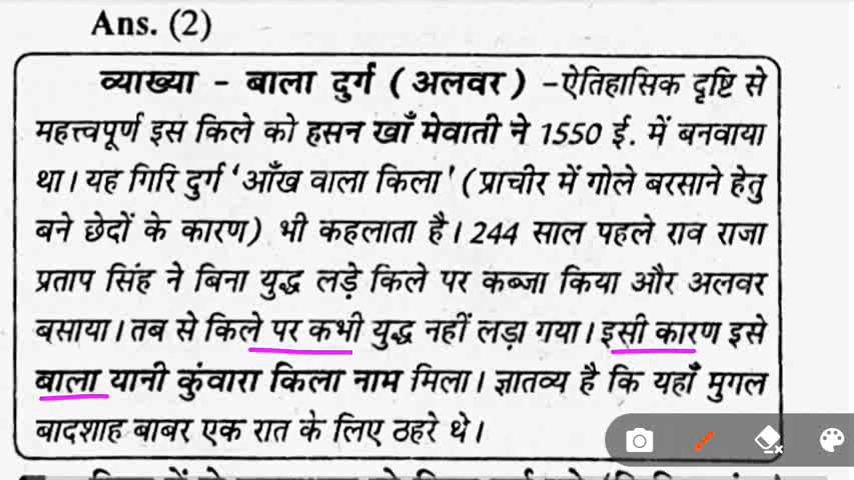 Ans. (2)
व्याख्या - बाला दुर्ग ( अलवर ) -ऐतिहासिक दृष्टि से
महत्त्वपूर्ण इस किले को हसन खाँ मेवाती ने 1550 ई. में बनवाया
था। यह गिरि दुर्ग 'आँख वाला किला' ( प्राचीर में गोले बरसाने हेतु
बने छेदों के कारण) भी कहलाता है। 244 साल पहले राव राजा
प्रताप सिंह ने बिना युद्ध लड़े किले पर कब्जा किया और अलवर
बसाया। तब से किले पर कभी युद्ध नहीं लड़ा गया। इसी कारण इसे
बाला यानी कुंवारा किला नाम मिला। ज्ञातव्य है कि यहाँ मुगल
बादशाह बाबर एक रात के लिए ठहरे थे।